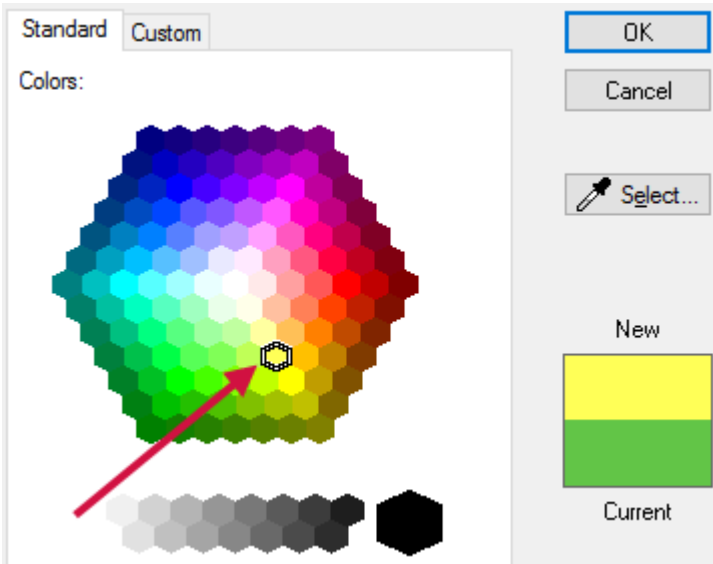 Standard
Custom
OK
Colors:
Cancel
Select...
New
Current